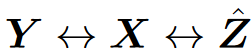 Y ↔ X ↔ Ẑ